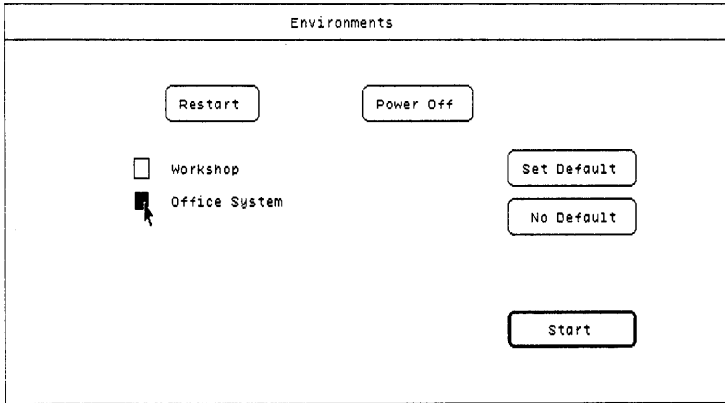 Environments
Restart
Power Off
Workshop
Set Default
Office System
No Default
Start